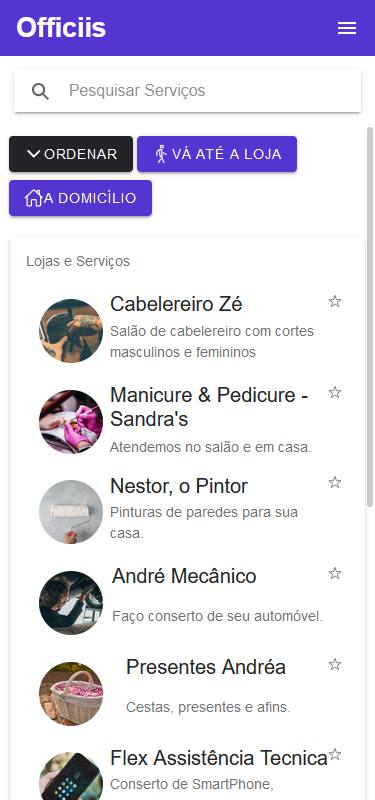 Officiis
Pesquisar Serviços
ORDENAR
VÁ ATÉ A LOJA
A DOMICÍLIO
Lojas e Serviços
Cabelereiro Zé
Salão de cabelereiro com cortes
masculinos e femininos
Manicure & Pedicure -
Sandra's
Atendemos no salão e em casa.
Nestor, o Pintor
Pinturas de paredes para sua
casa.
André Mecânico
Faço conserto de seu automóvel.
Presentes Andréa
Cestas, presentes e afins.
Flex Assistência Tecnica
Conserto de SmartPhone,